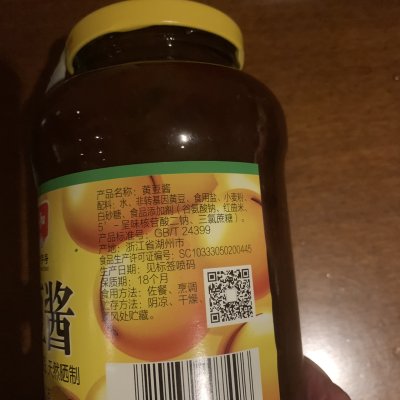 产品名称：黄豆酱
配料：水、非转基因黄豆、食用盐、小麦粉、
白砂糖、食品添加剂（谷氨酸钠、红曲米、
5'-呈味核苷酸二钠、三氯蔗糖）。
产品标准号：GB/T 24399
产地：浙江省湖州市
食品生产许可证编号：SC10333050200445
生产日期：见标签喷码
保质期：18个月
食用方法：佐餐、烹调
贮存方法：阴凉、干燥、
通风处贮藏。
酱
天然晒制